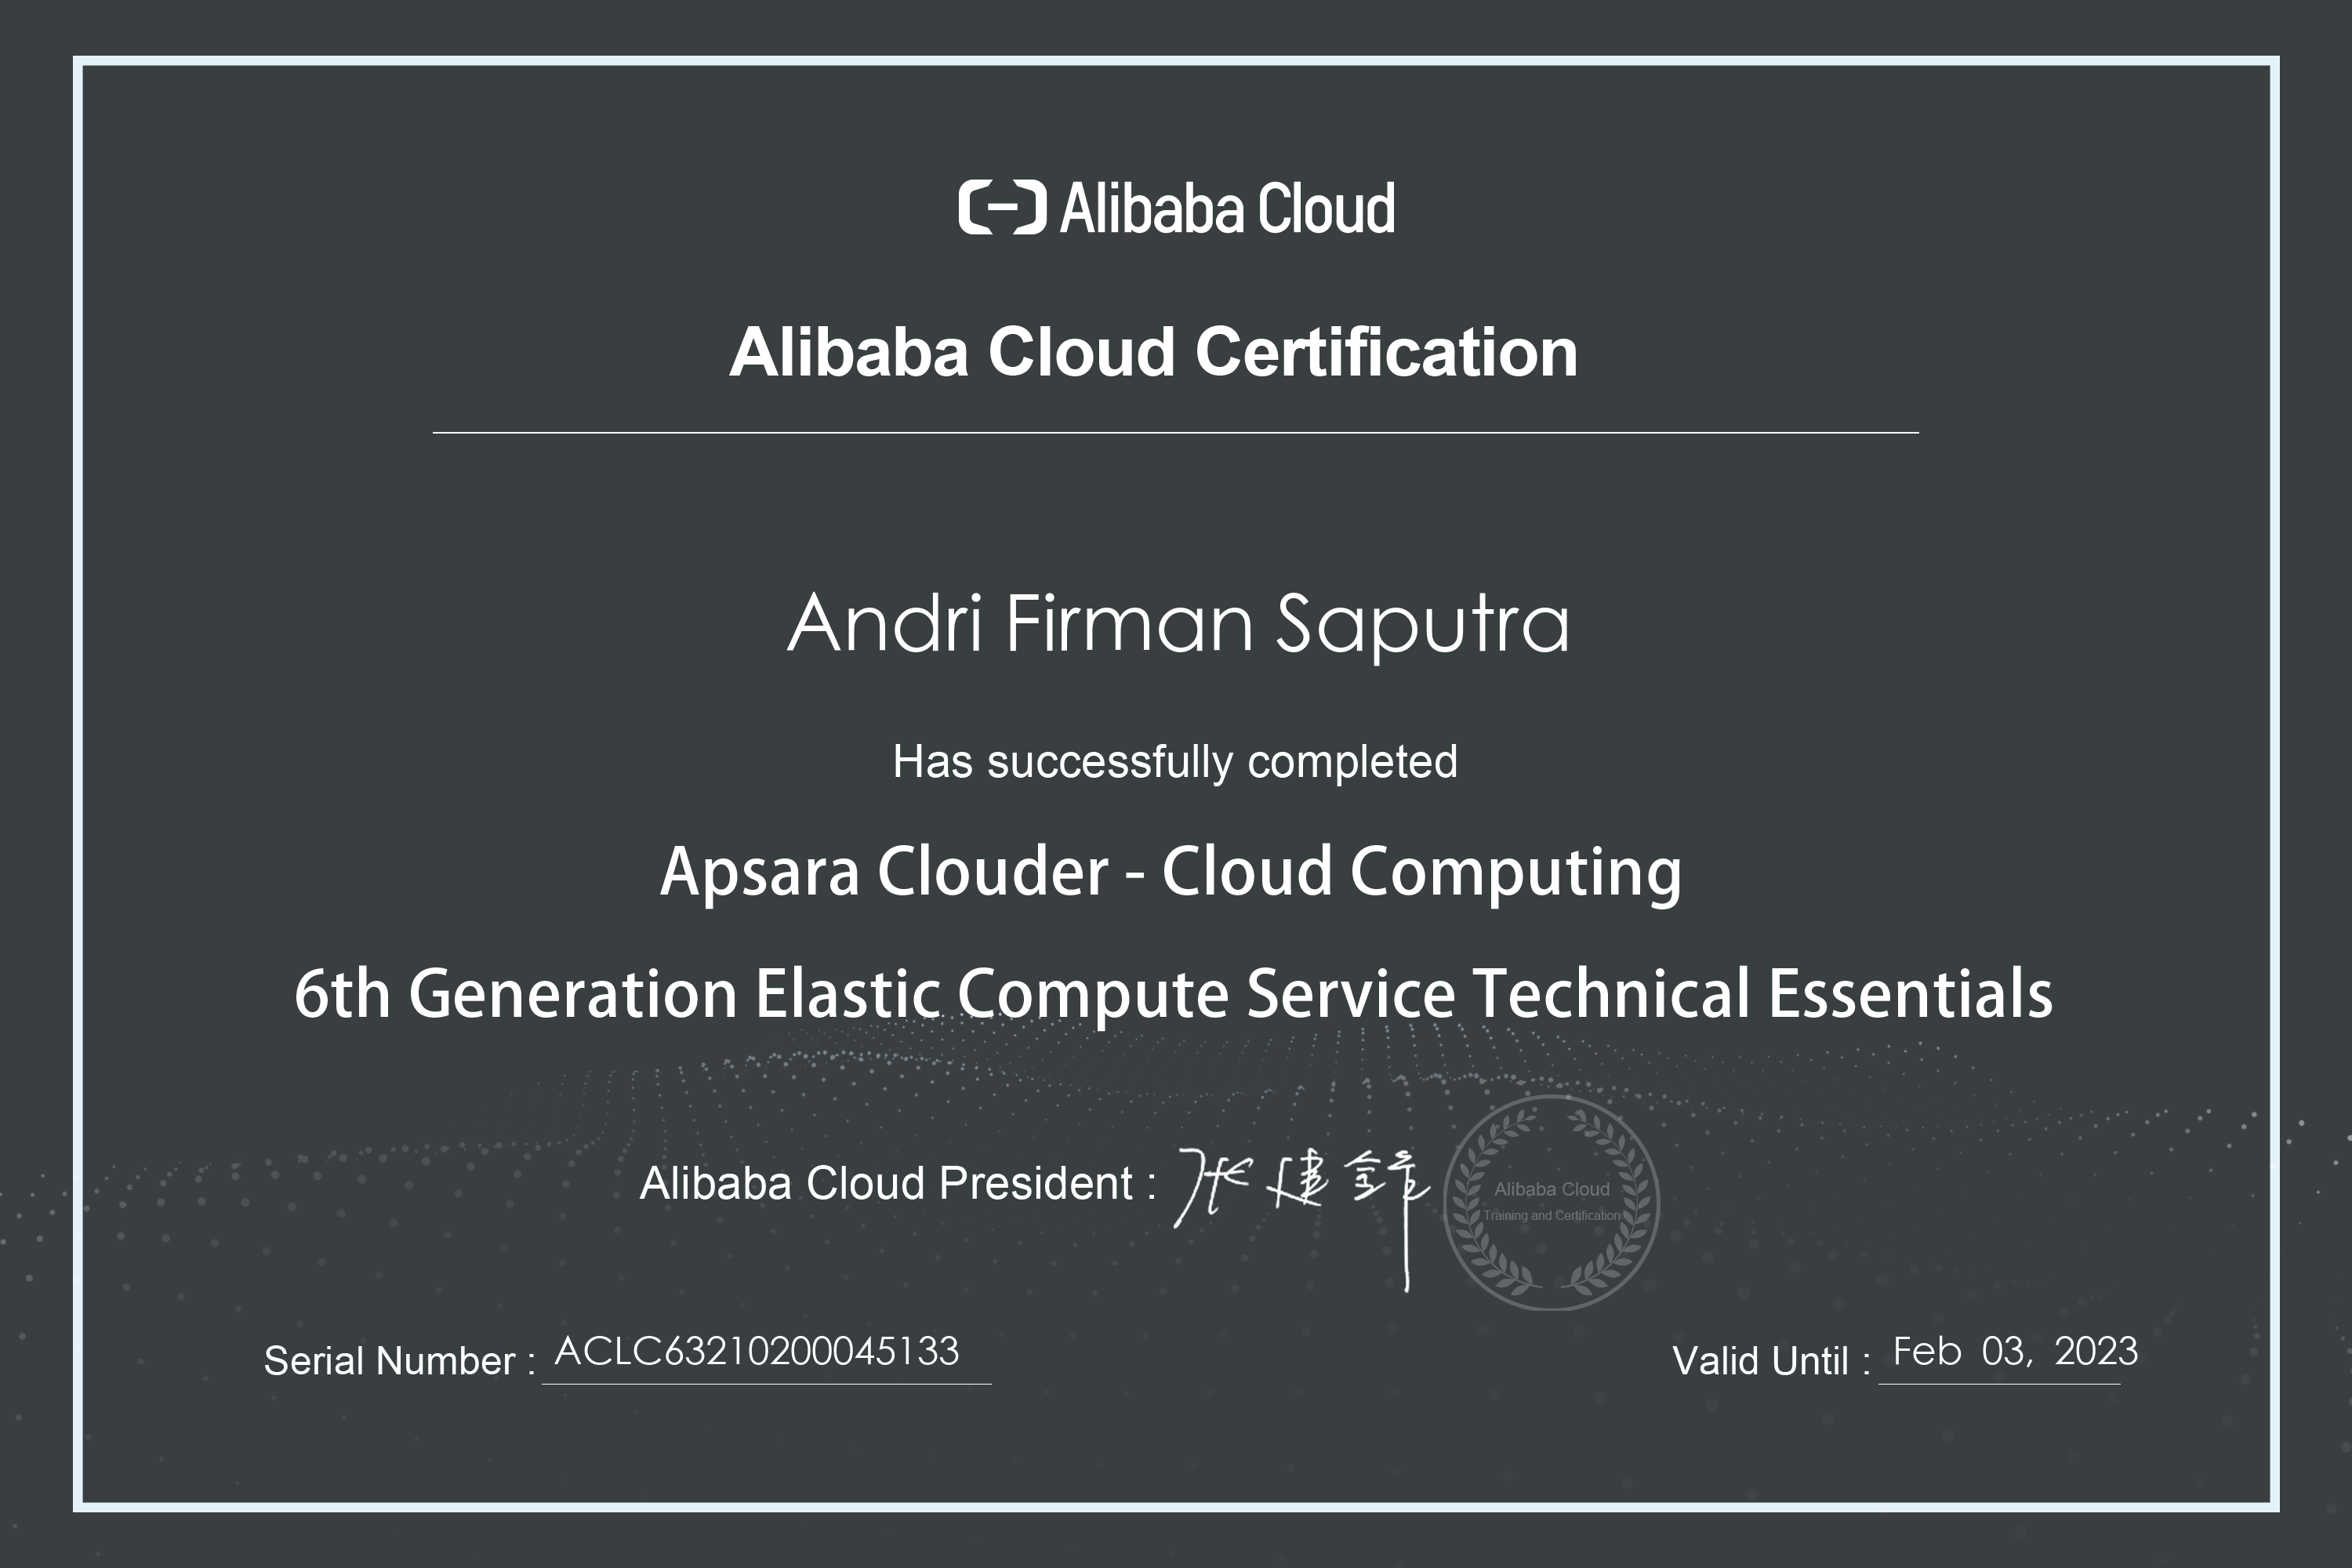 Alibaba Cloud
Alibaba Cloud Certification
Andri Firman Saputra
Has successfully completed
Apsara Clouder - Cloud Computing
6th Generation Elastic Compute Service Technical Essentials
Alibaba Cloud President : 张建锋
Alibaba Cloud
Training and Certification
Serial Number : ACLC63210200045133
Valid Until : Feb 03, 2023